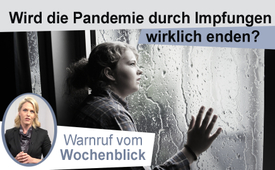 Wird die Pandemie durch Impfungen
wirklich enden?
Warnruf vom
Wochenblick